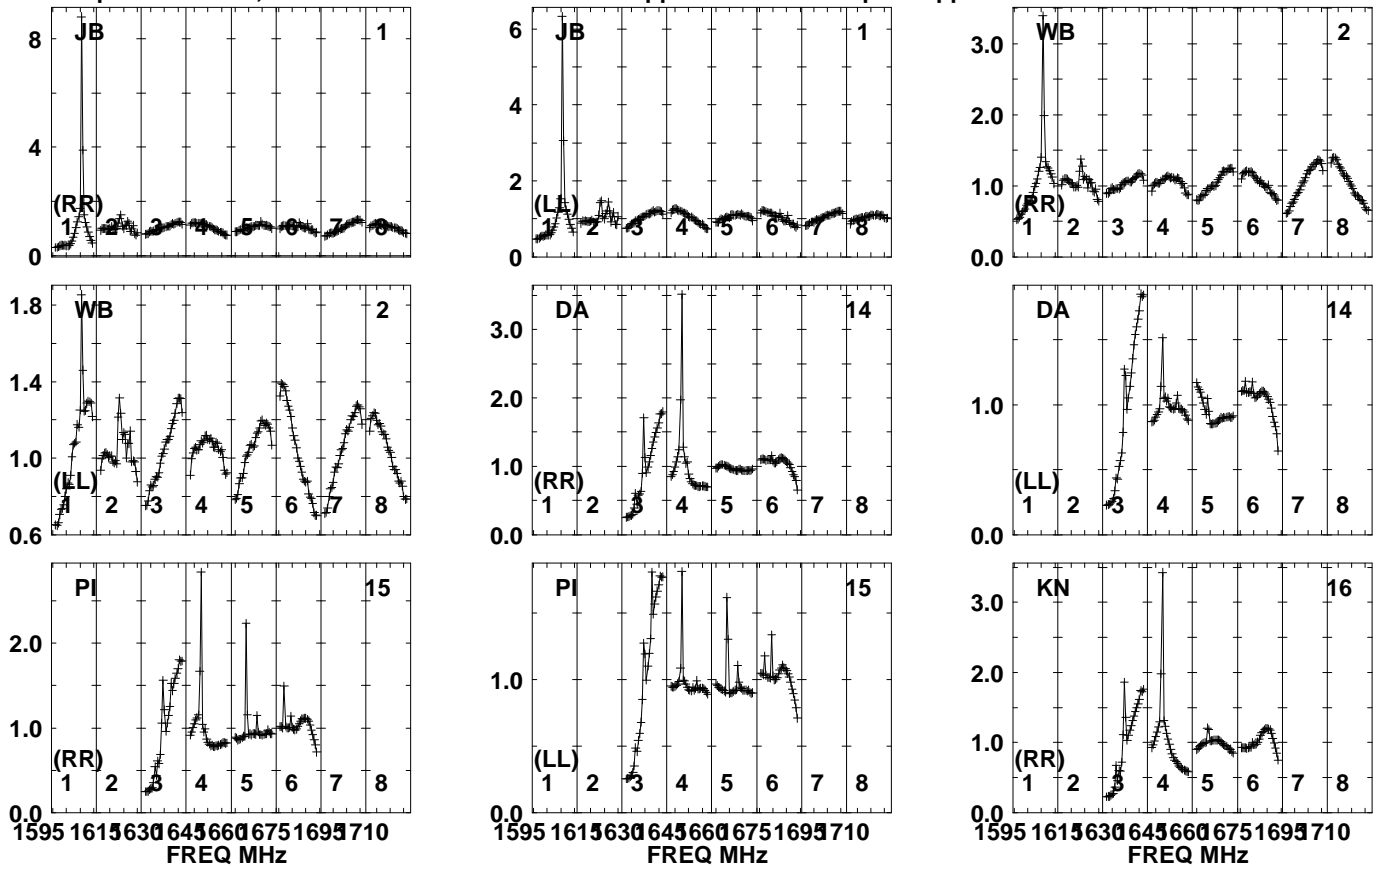 JB 1
8
4
0
(RR)
1 2 3 4 5 6 7 8
JB 1
6
4
2
0
(LL)
1 2 3 4 5 6 7 8
WB 2
3.0
2.0
1.0
0.0
(RR)
1 2 3 4 5 6 7 8
WB 2
1.8
1.4
1.0
0.6
(LL)
1 2 3 4 5 6 7 8
DA 14
3.0
2.0
1.0
0.0
(RR)
1 2 3 4 5 6 7 8
DA 14
1.0
0.0
(LL)
1 2 3 4 5 6 7 8
PI 15
2.0
1.0
0.0
(RR)
1 2 3 4 5 6 7 8
1595 1615 1630 1645 1660 1675 1695 1710
FREQ MHz
PI 15
1.0
0.0
(LL)
1 2 3 4 5 6 7 8
1595 1615 1630 1645 1660 1675 1695 1710
FREQ MHz
KN 16
3.0
2.0
1.0
0.0
(RR)
1 2 3 4 5 6 7 8
1595 1615 1630 1645 1660 1675 1695 1710
FREQ MHz